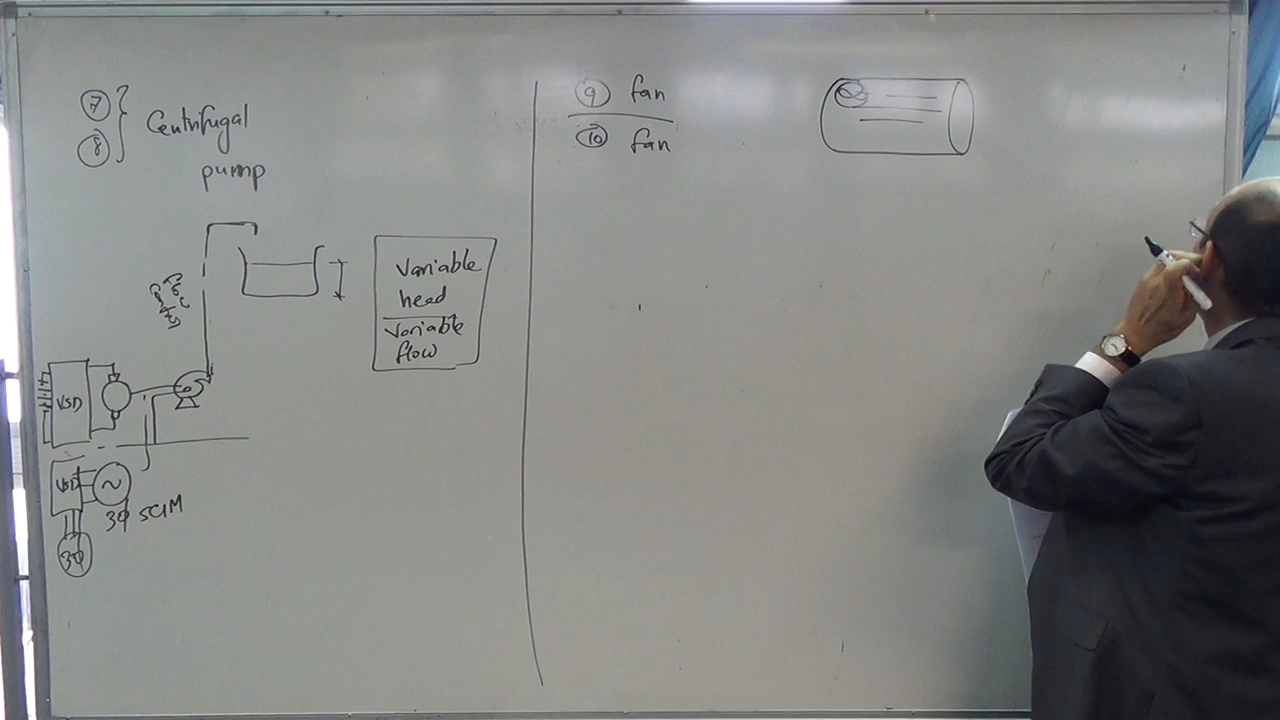 7
8
Centrifugal
pump
Variable
head
Variable
flow
VSD
VSD
3φ SCIM
3φ
9 fan
10 fan